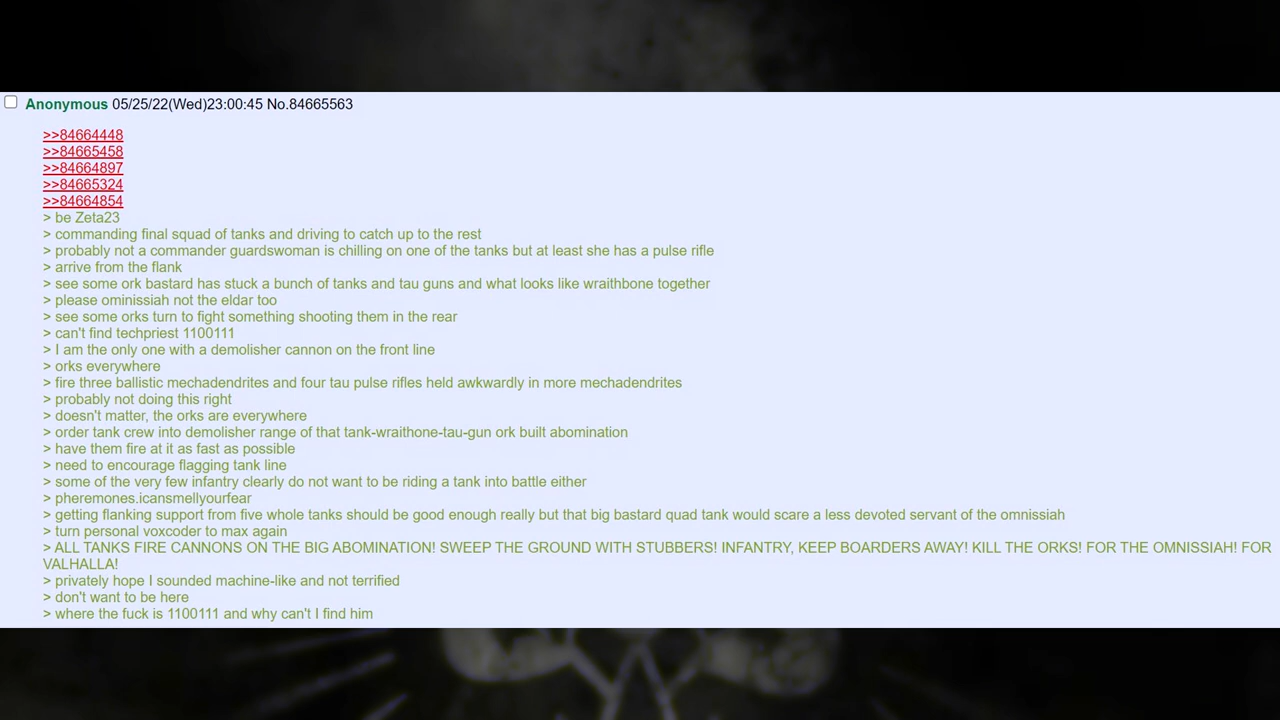 Anonymous 05/25/22(Wed)23:00:45 No.84665563
>>84664448
>>84665458
>>84664897
>>84665324
>>84664854
> be Zeta23
> commanding final squad of tanks and driving to catch up to the rest
> probably not a commander guardswoman is chilling on one of the tanks but at least she has a pulse rifle
> arrive from the flank
> see some ork bastard has stuck a bunch of tanks and tau guns and what looks like wraithbone together
> please ominissiah not the eldar too
> see some orks turn to fight something shooting them in the rear
> can't find techpriest 1100111
> I am the only one with a demolisher cannon on the front line
> orks everywhere
> fire three ballistic mechadendrites and four tau pulse rifles held awkwardly in more mechadendrites
> probably not doing this right
> doesn't matter, the orks are everywhere
> order tank crew into demolisher range of that tank-wraithone-tau-gun ork built abomination
> have them fire at it as fast as possible
> need to encourage flagging tank line
> some of the very few infantry clearly do not want to be riding a tank into battle either
> pheremones.icansmellyourfear
> getting flanking support from five whole tanks should be good enough really but that big bastard quad tank would scare a less devoted servant of the omnissiah
> turn personal voxcoder to max again
> ALL TANKS FIRE CANNONS ON THE BIG ABOMINATION! SWEEP THE GROUND WITH STUBBERS! INFANTRY, KEEP BOARDERS AWAY! KILL THE ORKS! FOR THE OMNISSIAH! FOR
VALHALLA!
> privately hope I sounded machine-like and not terrified
> don't want to be here
> where the fuck is 1100111 and why can't I find him